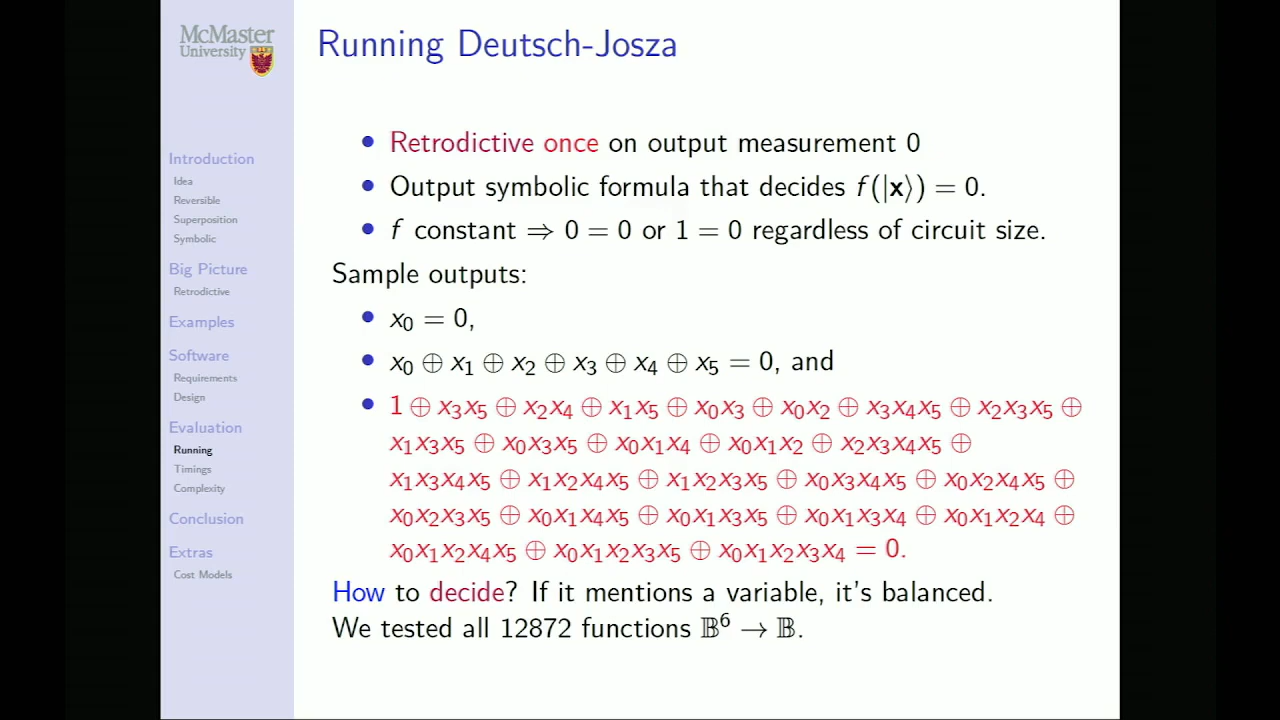 McMaster
University
Introduction
Idea
Reversible
Superposition
Symbolic
Big Picture
Retrodictive
Examples
Software
Requirements
Design
Evaluation
Running
Timings
Complexity
Conclusion
Extras
Cost Models
Running Deutsch-Josza
• Retrodictive once on output measurement 0
• Output symbolic formula that decides f(|x⟩) = 0.
• f constant ⇒ 0 = 0 or 1 = 0 regardless of circuit size.
Sample outputs:
• x₀ = 0,
• x₀ ⊕ x₁ ⊕ x₂ ⊕ x₃ ⊕ x₄ ⊕ x₅ = 0, and
• 1 ⊕ x₃x₅ ⊕ x₂x₄ ⊕ x₁x₅ ⊕ x₀x₃ ⊕ x₀x₂ ⊕ x₃x₄x₅ ⊕ x₂x₃x₅ ⊕
x₁x₃x₅ ⊕ x₀x₃x₅ ⊕ x₀x₁x₄ ⊕ x₀x₁x₂ ⊕ x₂x₃x₄x₅ ⊕
x₁x₃x₄x₅ ⊕ x₁x₂x₄x₅ ⊕ x₁x₂x₃x₅ ⊕ x₀x₃x₄x₅ ⊕ x₀x₂x₄x₅ ⊕
x₀x₂x₃x₅ ⊕ x₀x₁x₄x₅ ⊕ x₀x₁x₃x₅ ⊕ x₀x₁x₃x₄ ⊕ x₀x₁x₂x₄ ⊕
x₀x₁x₂x₄x₅ ⊕ x₀x₁x₂x₃x₅ ⊕ x₀x₁x₂x₃x₄ = 0.
How to decide? If it mentions a variable, it's balanced.
We tested all 12872 functions 𝔹⁶ → 𝔹.